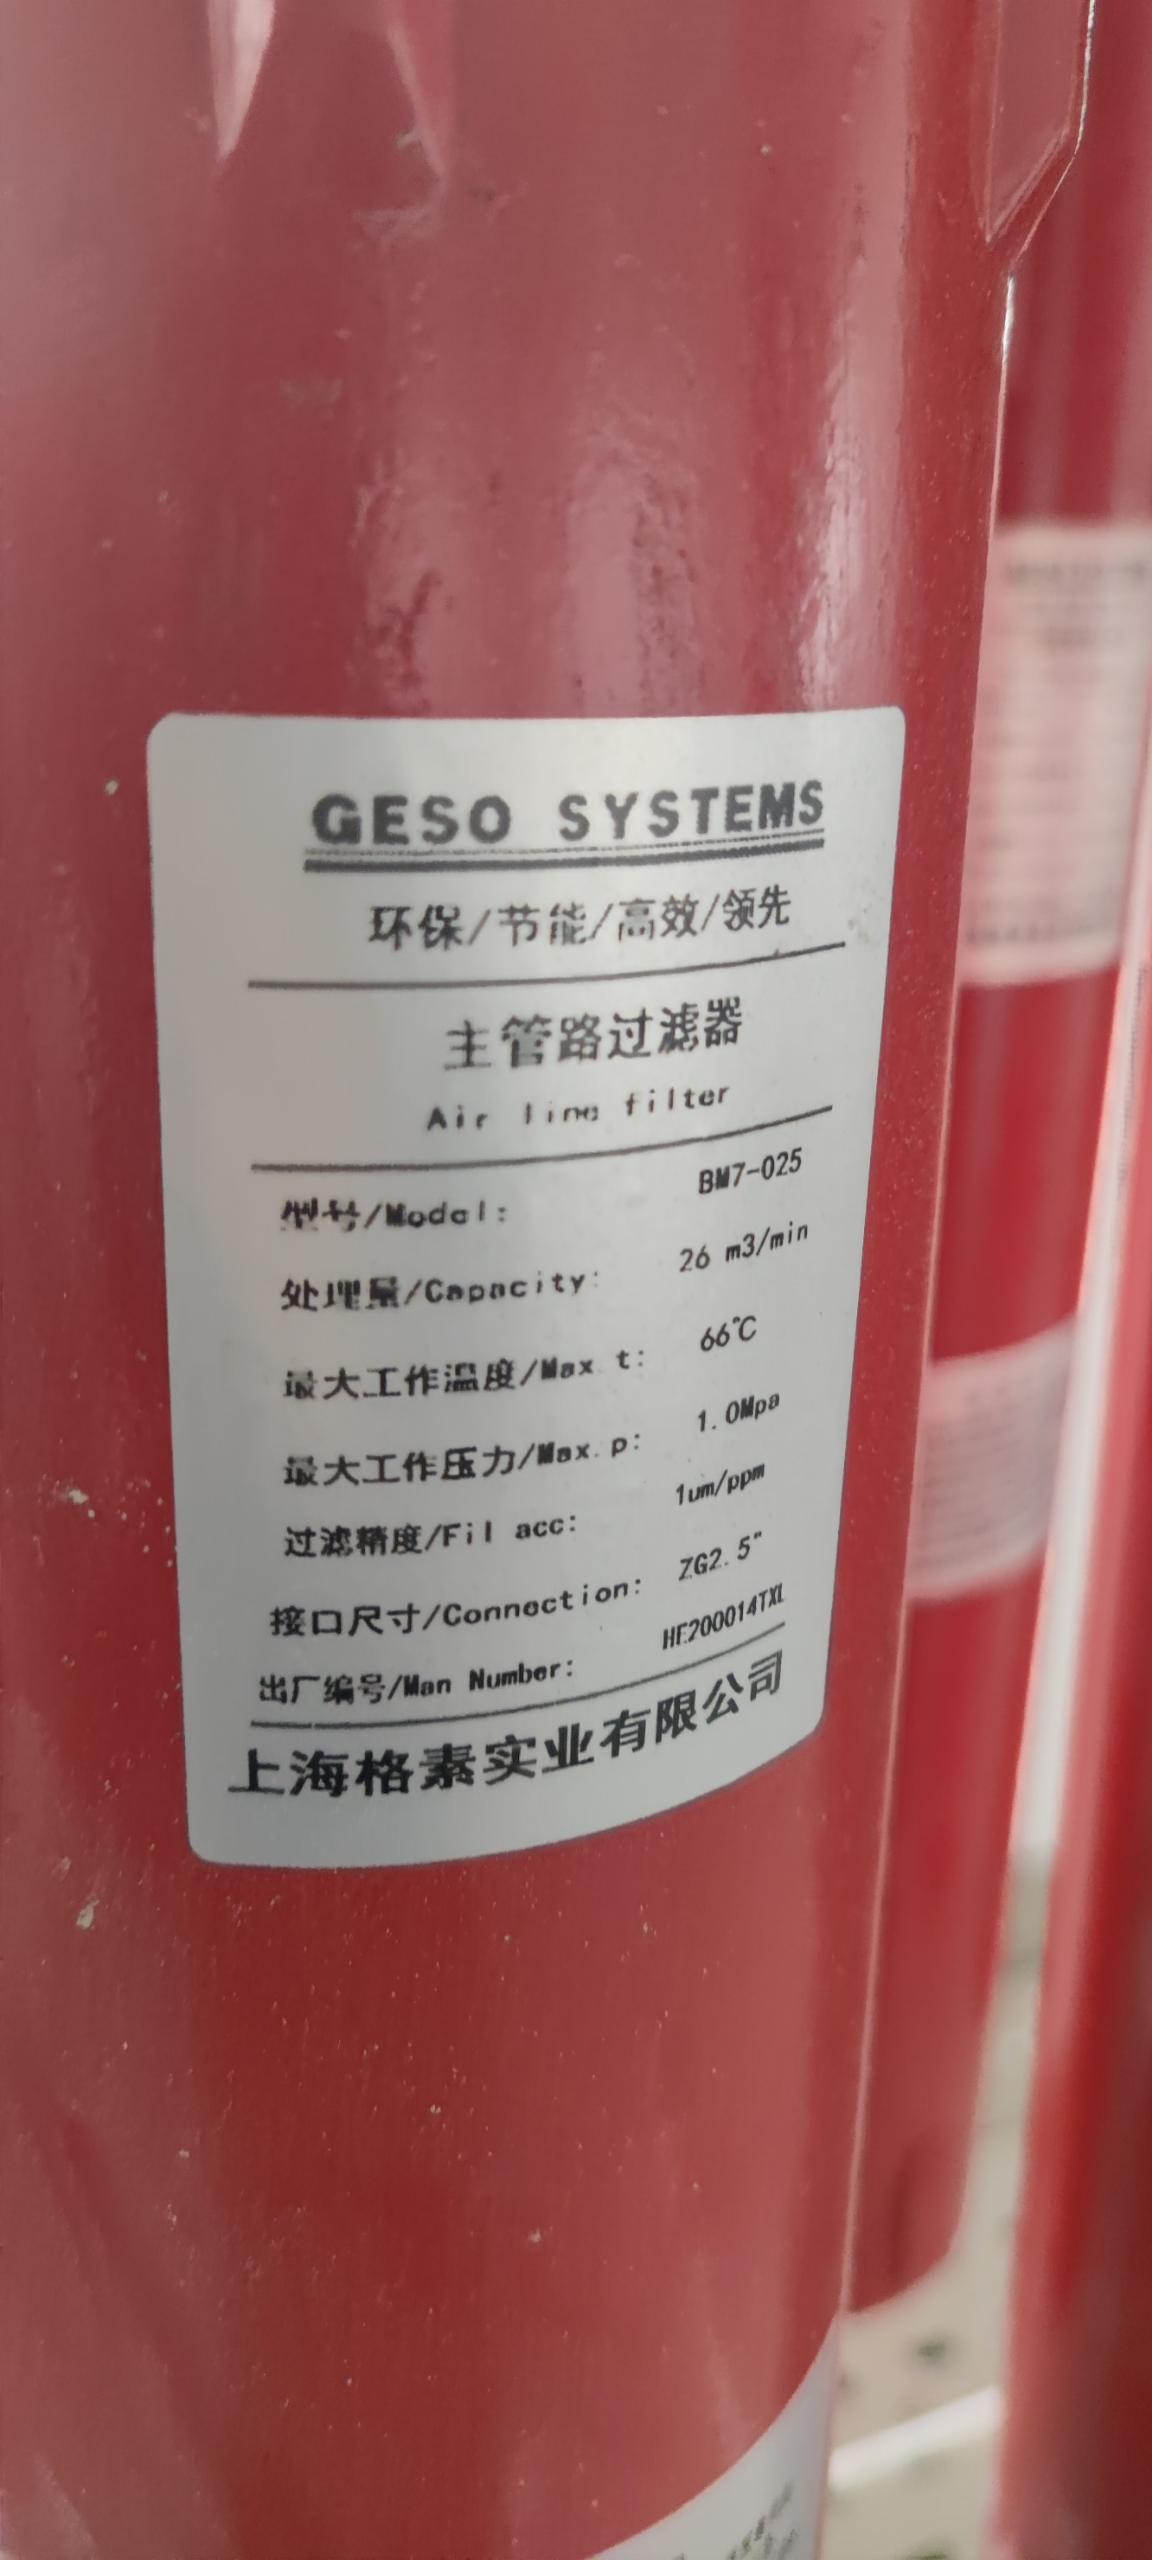 GESO SYSTEMS
环保/节能/高效/领先
主管路过滤器
Air line filter
型号/Model: BM7-025
处理量/Capacity: 26 m3/min
最大工作温度/Max t: 66℃
最大工作压力/Max.p: 1.0Mpa
过滤精度/Fil acc: 1um/ppm
接口尺寸/Connection: ZG2.5"
出厂编号/Man Number: HE200014TXL
上海格素实业有限公司